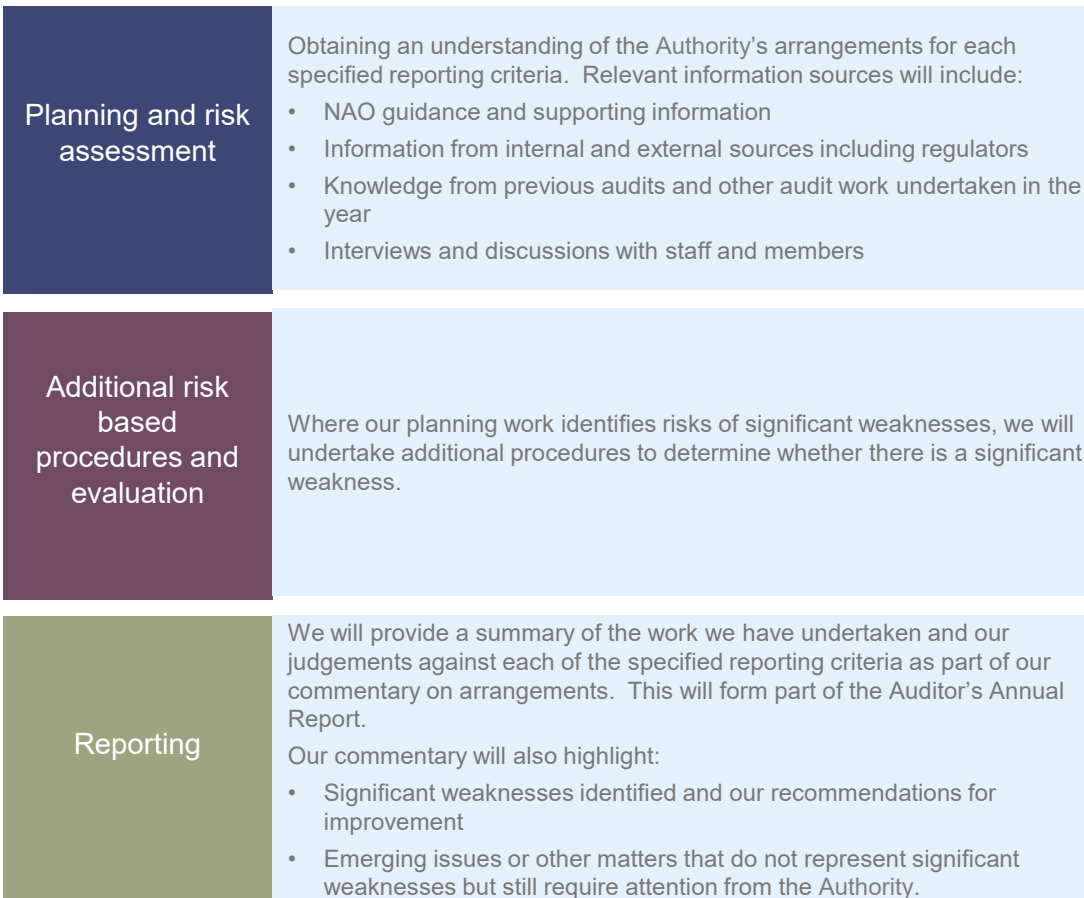 Planning and risk
assessment
Obtaining an understanding of the Authority's arrangements for each
specified reporting criteria.  Relevant information sources will include:
• NAO guidance and supporting information
• Information from internal and external sources including regulators
• Knowledge from previous audits and other audit work undertaken in the
year
• Interviews and discussions with staff and members
Additional risk
based
procedures and
evaluation
Where our planning work identifies risks of significant weaknesses, we will
undertake additional procedures to determine whether there is a significant
weakness.
Reporting
We will provide a summary of the work we have undertaken and our
judgements against each of the specified reporting criteria as part of our
commentary on arrangements.  This will form part of the Auditor's Annual
Report.
Our commentary will also highlight:
• Significant weaknesses identified and our recommendations for
improvement
• Emerging issues or other matters that do not represent significant
weaknesses but still require attention from the Authority.